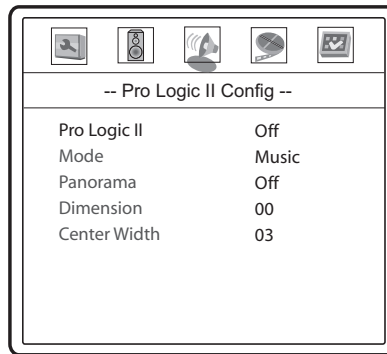 -- Pro Logic II Config --
Pro Logic II Off
Mode Music
Panorama Off
Dimension 00
Center Width 03